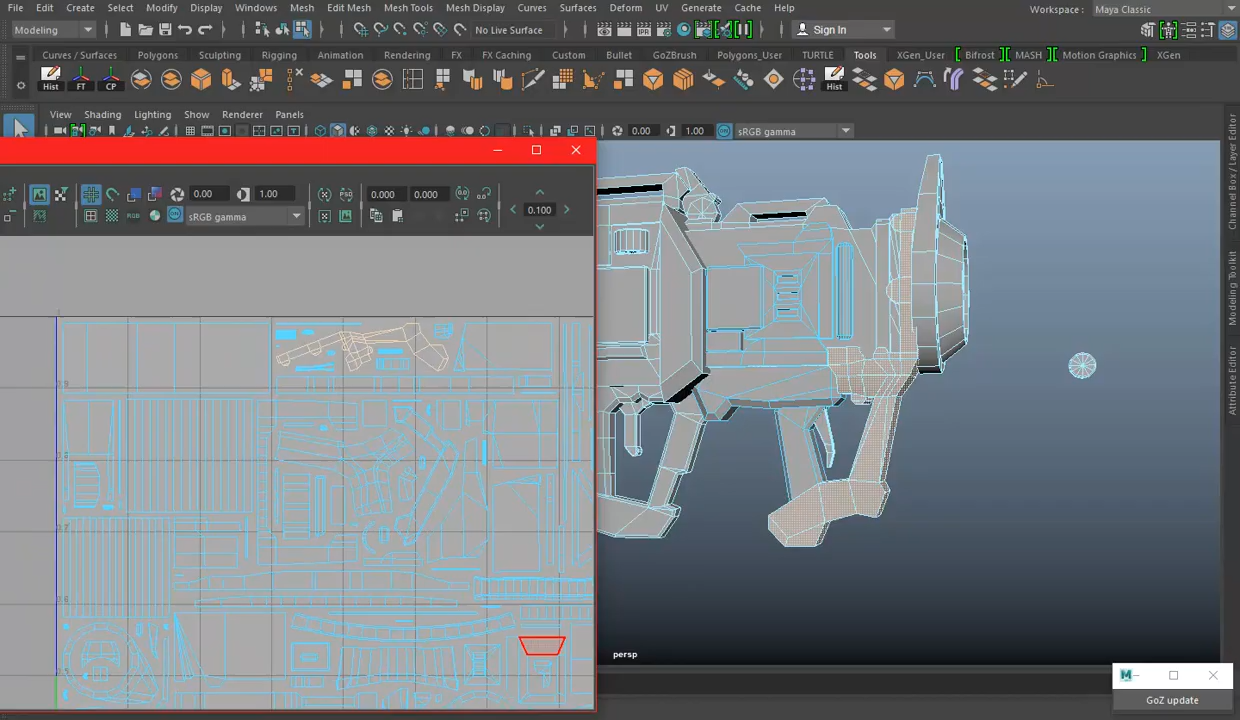 File Edit Create Select Modify Display Windows Mesh Edit Mesh Mesh Tools Mesh Display Curves Surfaces Deform UV Generate Cache Help Workspace : Maya Classic
Modeling No Live Surface Sign In
Curves / Surfaces Polygons Sculpting Rigging Animation Rendering FX FX Caching Custom Bullet GoZBrush Polygons_User TURTLE Tools XGen_User Bifrost MASH Motion Graphics XGen
Hist FT CP Hist
View Shading Lighting Show Renderer Panels
0.00 1.00 sRGB gamma
0.00 1.00 0.000 0.000
RGB sRGB gamma 0.100
persp
GoZ update
Channel Box / Layer Editor
Modeling Toolkit
Attribute Editor